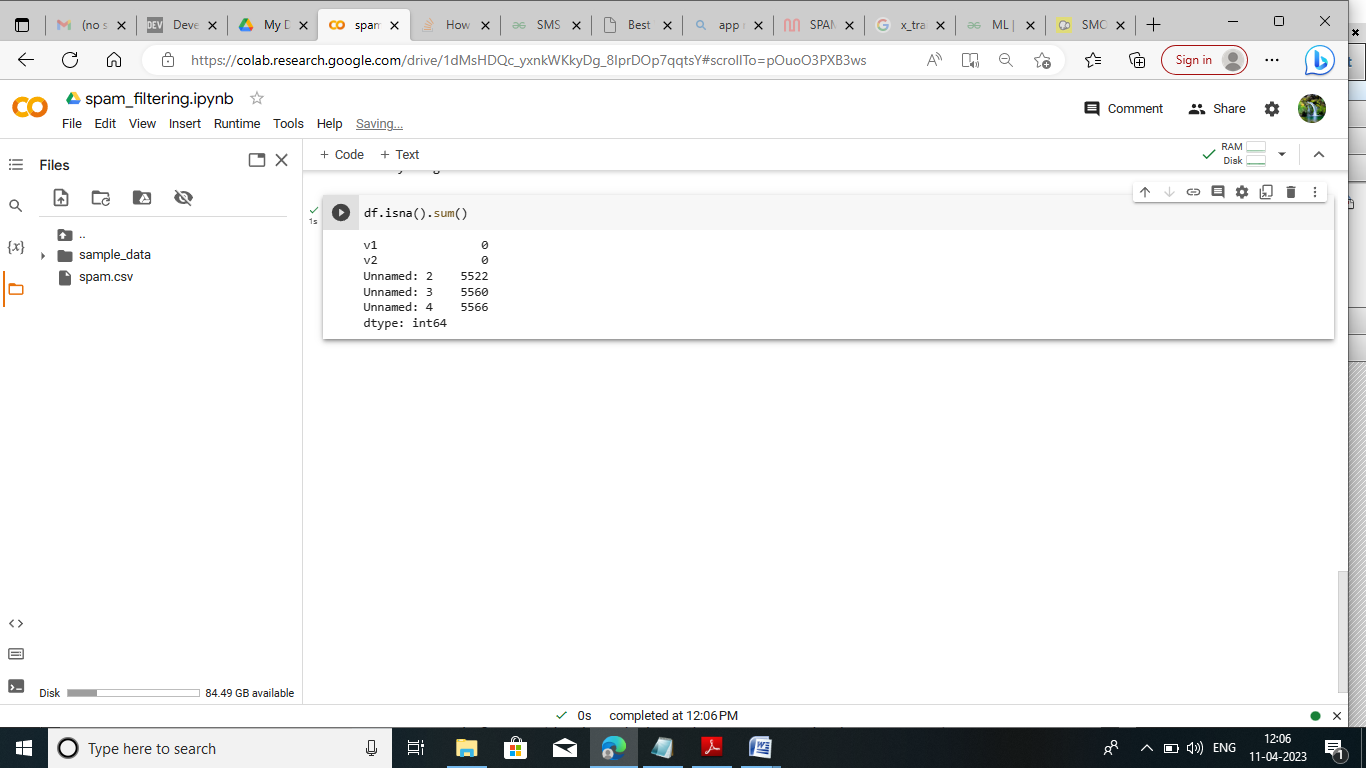 (no s
Deve
My D
spam
How
SMS
Best
app r
SPAM
x_tra
ML |
SMO
https://colab.research.google.com/drive/1dMsHDQc_yxnkWKkyDg_8IprDOp7qqtsY#scrollTo=pOuoO3PXB3ws
Sign in
spam_filtering.ipynb
File Edit View Insert Runtime Tools Help Saving...
Comment Share
Files
+ Code + Text
RAM
Disk
..
sample_data
spam.csv
{x}
1s
df.isna().sum()
v1 0
v2 0
Unnamed: 2 5522
Unnamed: 3 5560
Unnamed: 4 5566
dtype: int64
Disk 84.49 GB available
0s completed at 12:06 PM
Type here to search
ENG
12:06
11-04-2023
1